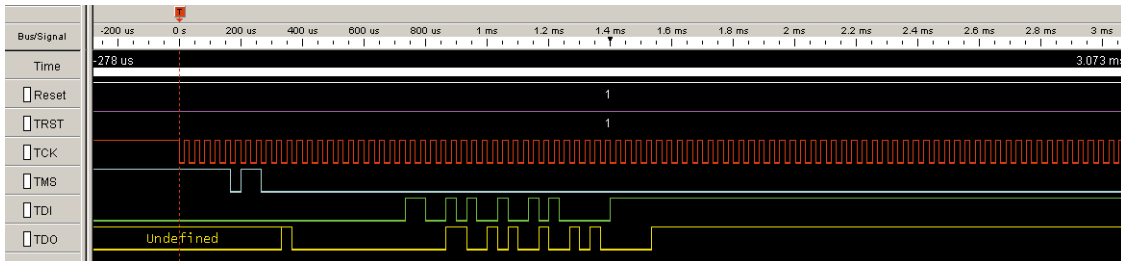 T
Bus/Signal -200 us 0 s 200 us 400 us 600 us 800 us 1 ms 1.2 ms 1.4 ms 1.6 ms 1.8 ms 2 ms 2.2 ms 2.4 ms 2.6 ms 2.8 ms 3 ms
Time -278 us 3.073 ms
Reset 1
TRST 1
TCK
TMS
TDI
TDO Undefined